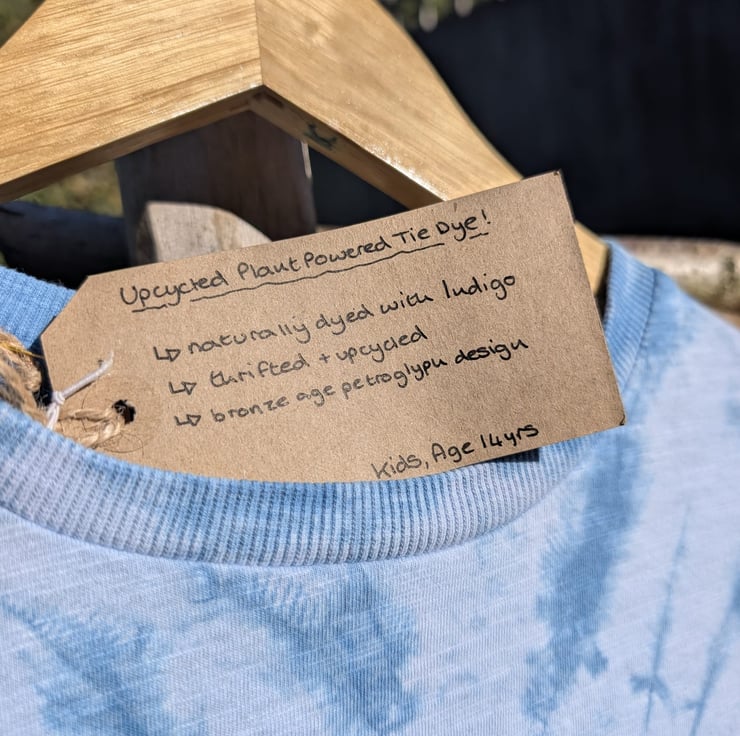 Upcycled Plant Powered Tie Dye!
↳ naturally dyed with Indigo
↳ thrifted + upcycled
↳ bronze age petroglyph design
Kids, Age 14yrs